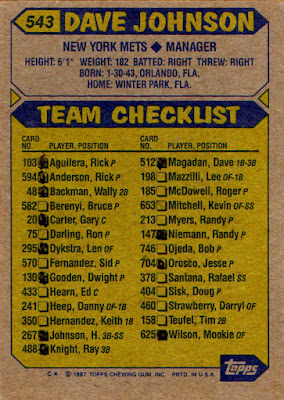 543 DAVE JOHNSON
NEW YORK METS ◆ MANAGER
HEIGHT: 6'1" WEIGHT: 182 BATTED: RIGHT THREW: RIGHT
BORN: 1-30-43, ORLANDO, FLA.
HOME: WINTER PARK, FLA.
TEAM CHECKLIST
CARD
NO. PLAYER, POSITION
103 Aguilera, Rick P
594 Anderson, Rick P
48 Backman, Wally 2B
582 Berenyi, Bruce P
20 Carter, Gary C
75 Darling, Ron P
295 Dykstra, Len OF
570 Fernandez, Sid P
130 Gooden, Dwight P
433 Hearn, Ed C
241 Heep, Danny OF-1B
350 Hernandez, Keith 1B
267 Johnson, H. 3B-SS
488 Knight, Ray 3B
CARD
NO. PLAYER, POSITION
512 Magadan, Dave 1B-3B
198 Mazzilli, Lee OF-1B
185 McDowell, Roger P
653 Mitchell, Kevin OF-SS
213 Myers, Randy P
147 Niemann, Randy P
746 Ojeda, Bob P
704 Orosco, Jesse P
378 Santana, Rafael SS
404 Sisk, Doug P
460 Strawberry, Darryl OF
158 Teufel, Tim 2B
625 Wilson, Mookie OF
Topps
© 1987 TOPPS CHEWING GUM, INC. PRTD. IN U.S.A.